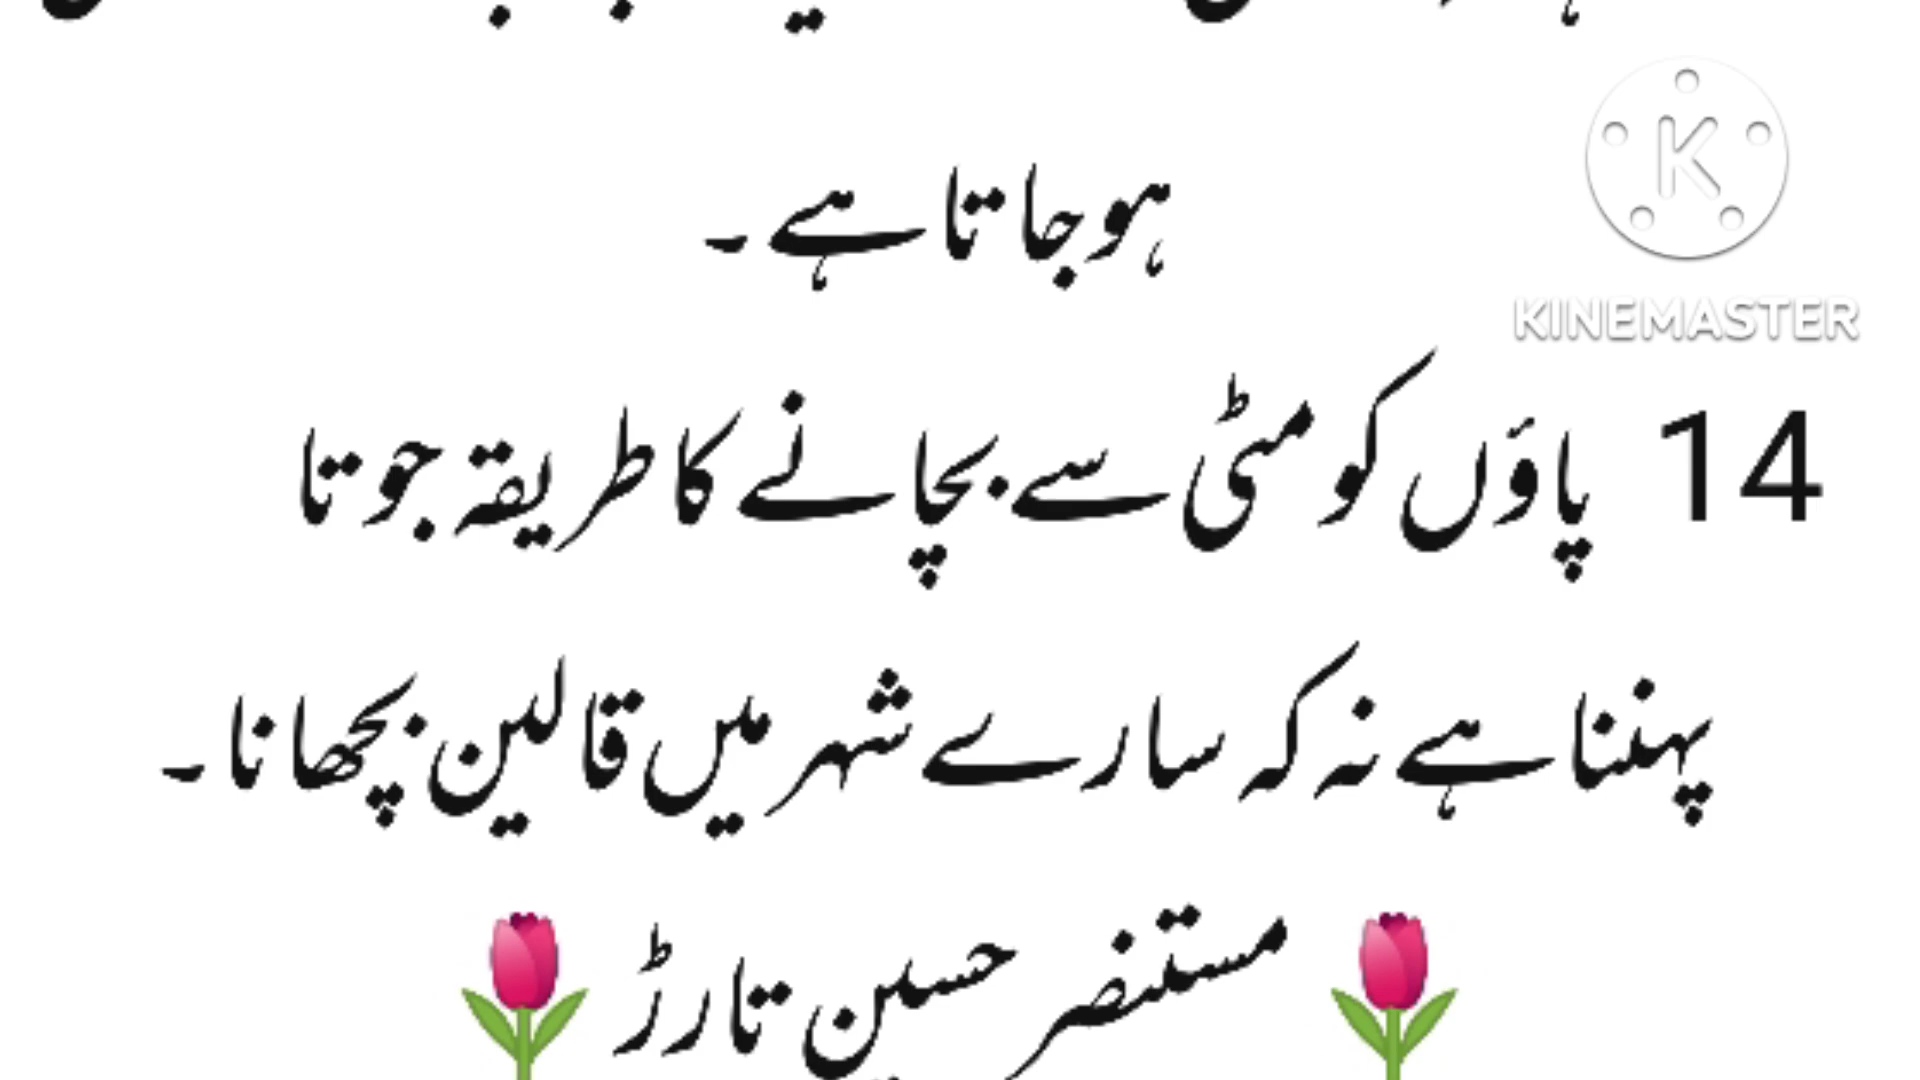 ہوجاتا ہے ۔
KINEMASTER
14 پاؤں کو مٹی سے بچانے کا طریقہ جوتا
پہننا ہے نہ کہ سارے شہر میں قالین بچھانا ۔
🌷 مستنصر حسین تارڑ 🌷